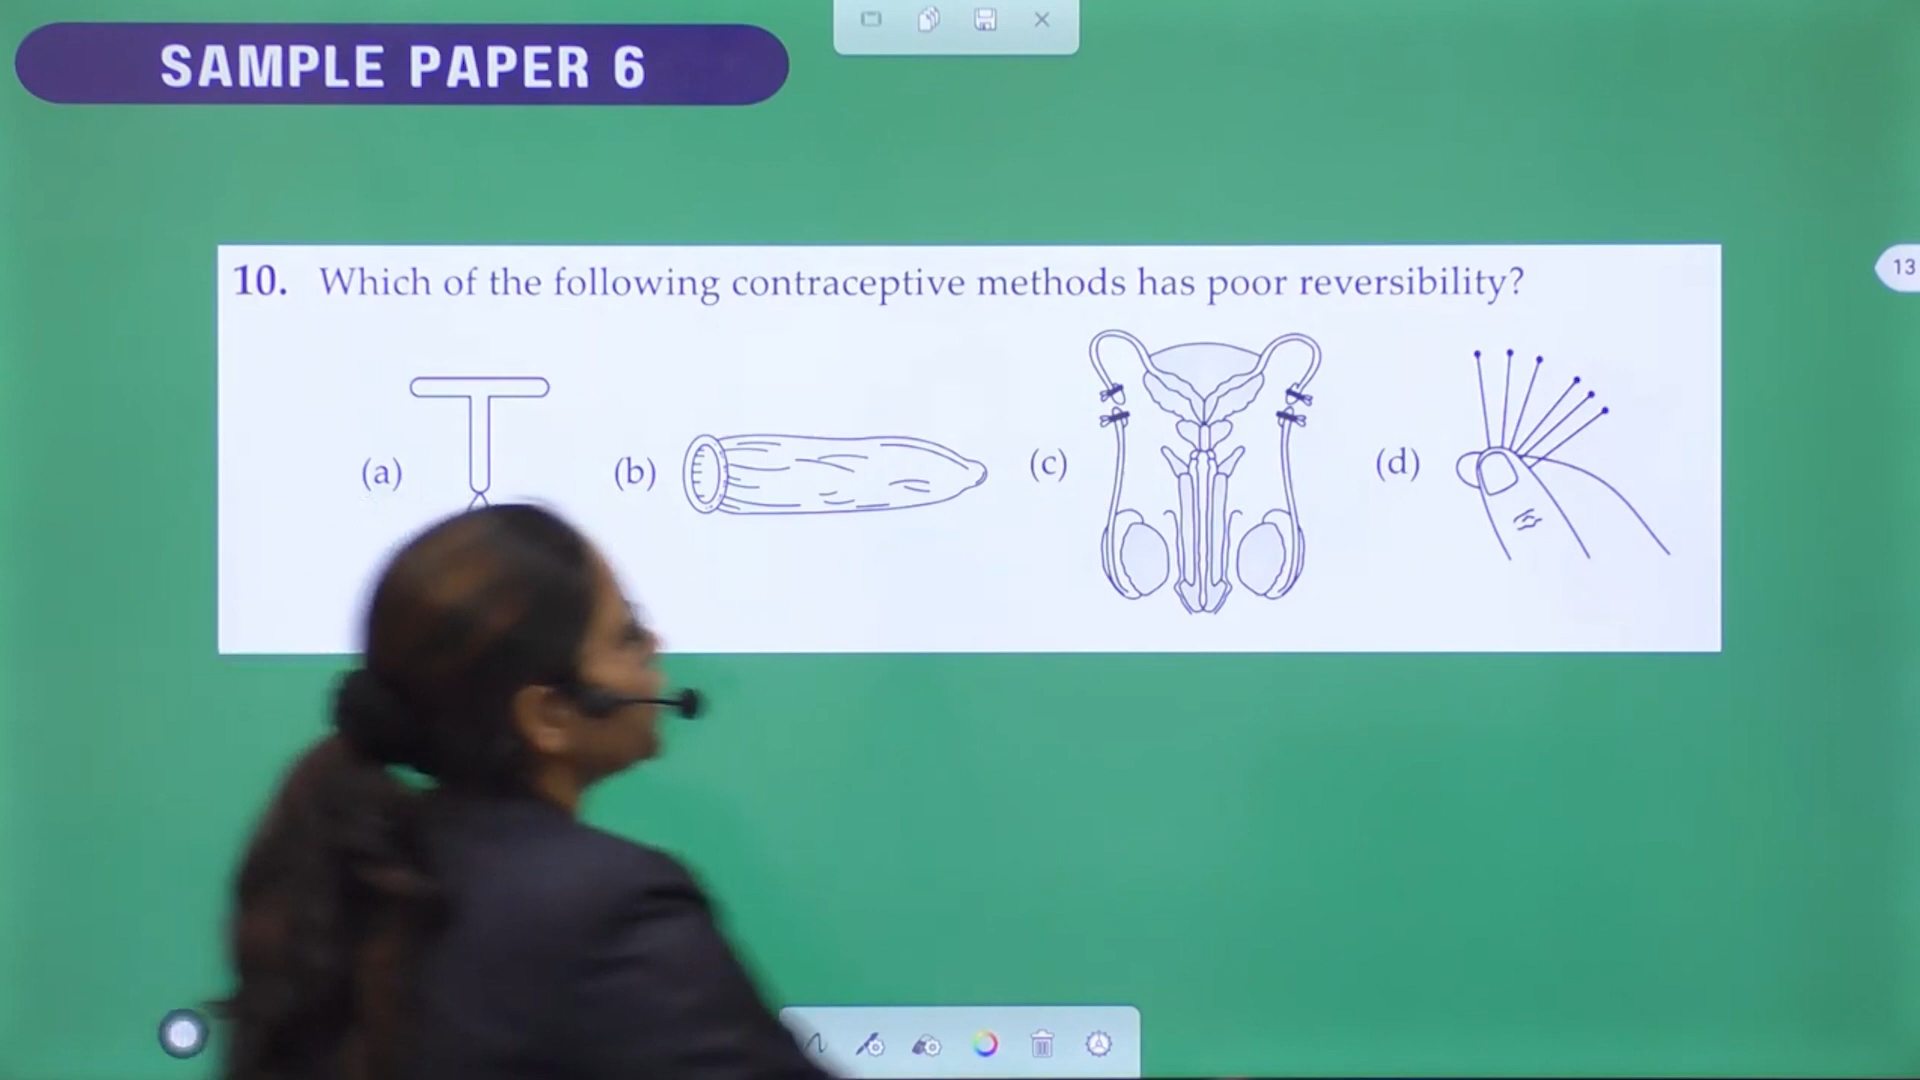 SAMPLE PAPER 6
13
10. Which of the following contraceptive methods has poor reversibility?
(a) (b) (c) (d)